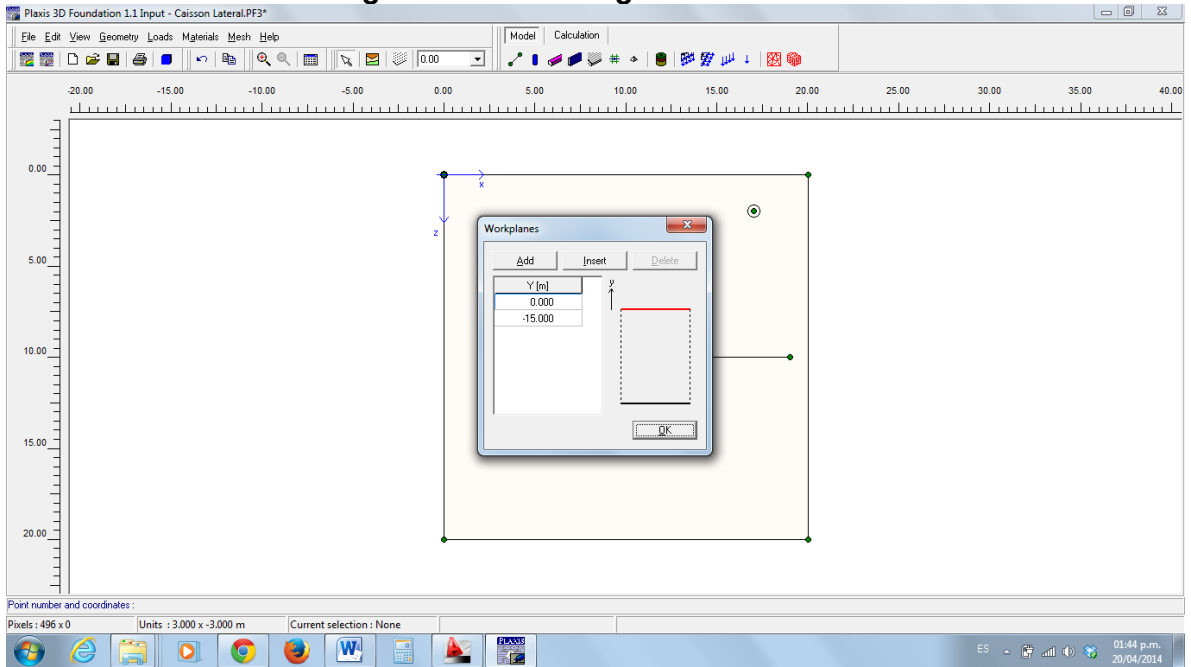 Plaxis 3D Foundation 1.1 Input - Caisson Lateral.PF3*
File Edit View Geometry Loads Materials Mesh Help
Model Calculation
0.00
-20.00 -15.00 -10.00 -5.00 0.00 5.00 10.00 15.00 20.00 25.00 30.00 35.00 40.00
0.00
5.00
10.00
15.00
20.00
x
z
Workplanes
Add Insert Delete
Y [m]
0.000
-15.000
y
OK
Point number and coordinates :
Pixels : 496 x 0 Units : 3.000 x -3.000 m Current selection : None
PLAXIS
ES
01:44 p.m.
20/04/2014